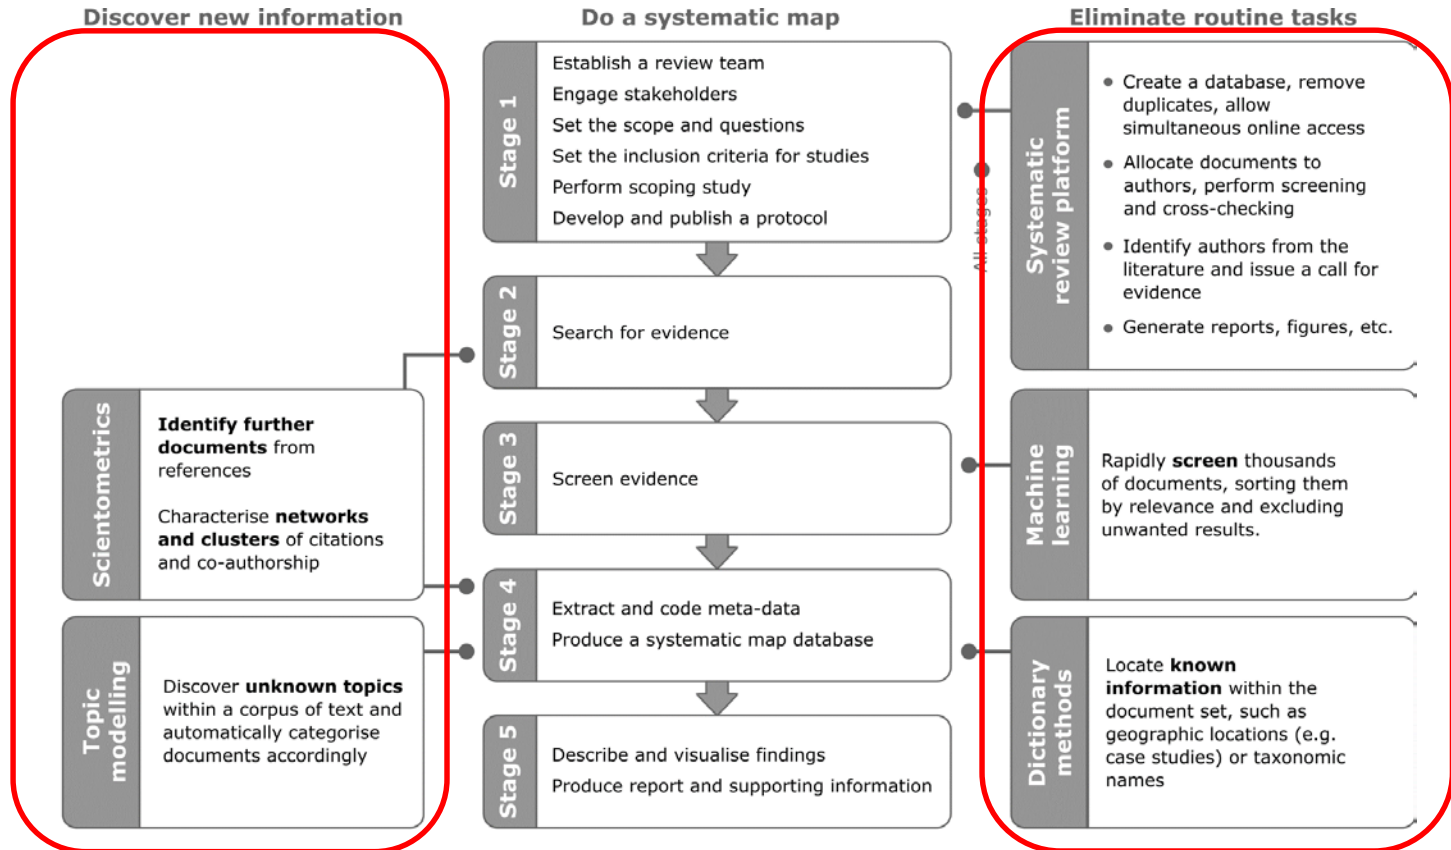 Discover new information
Scientometrics
Identify further
documents from
references
Characterise networks
and clusters of citations
and co-authorship
Topic
modelling
Discover unknown topics
within a corpus of text and
automatically categorise
documents accordingly
Do a systematic map
Stage 1
Establish a review team
Engage stakeholders
Set the scope and questions
Set the inclusion criteria for studies
Perform scoping study
Develop and publish a protocol
Stage 2
Search for evidence
Stage 3
Screen evidence
Stage 4
Extract and code meta-data
Produce a systematic map database
Stage 5
Describe and visualise findings
Produce report and supporting information
Eliminate routine tasks
All stages
Systematic
review platform
• Create a database, remove
duplicates, allow
simultaneous online access
• Allocate documents to
authors, perform screening
and cross-checking
• Identify authors from the
literature and issue a call for
evidence
• Generate reports, figures, etc.
Machine
learning
Rapidly screen thousands
of documents, sorting them
by relevance and excluding
unwanted results.
Dictionary
methods
Locate known
information within the
document set, such as
geographic locations (e.g.
case studies) or taxonomic
names